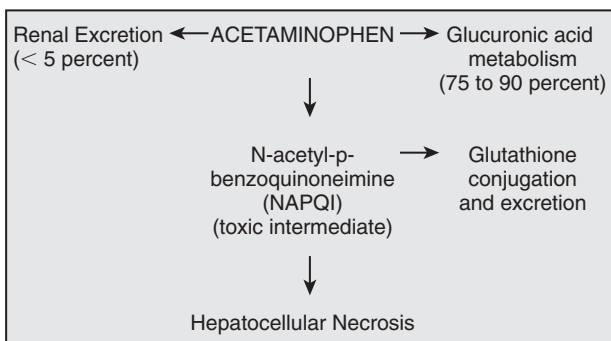 Renal Excretion
(< 5 percent)
ACETAMINOPHEN
Glucuronic acid
metabolism
(75 to 90 percent)
N-acetyl-p-
benzoquinoneimine
(NAPQI)
(toxic intermediate)
Glutathione
conjugation
and excretion
Hepatocellular Necrosis